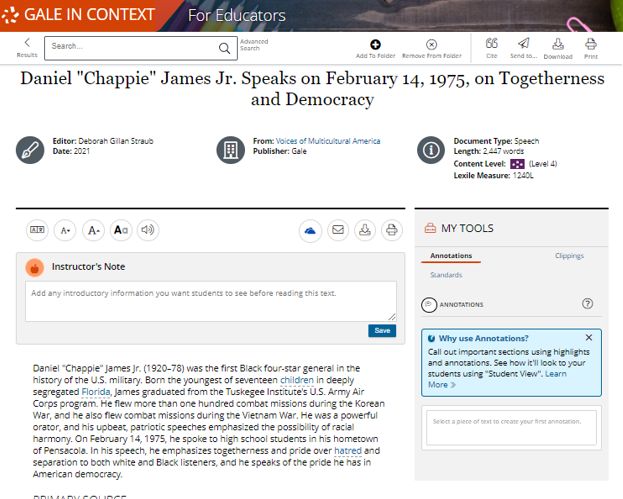 GALE IN CONTEXT For Educators
Results
Search...
Advanced
Search
Add To Folder Remove From Folder
Cite Send to... Download Print
Daniel "Chappie" James Jr. Speaks on February 14, 1975, on Togetherness
and Democracy
Editor: Deborah Gillan Straub
Date: 2021
From: Voices of Multicultural America
Publisher: Gale
Document Type: Speech
Length: 2,447 words
Content Level: (Level 4)
Lexile Measure: 1240L
A A Aa
Instructor's Note
Add any introductory information you want students to see before reading this text.
Save
Daniel "Chappie" James Jr. (1920–78) was the first Black four-star general in the
history of the U.S. military. Born the youngest of seventeen children in deeply
segregated Florida, James graduated from the Tuskegee Institute's U.S. Army Air
Corps program. He flew more than one hundred combat missions during the Korean
War, and he also flew combat missions during the Vietnam War. He was a powerful
orator, and his upbeat, patriotic speeches emphasized the possibility of racial
harmony. On February 14, 1975, he spoke to high school students in his hometown
of Pensacola. In his speech, he emphasizes togetherness and pride over hatred and
separation to both white and Black listeners, and he speaks of the pride he has in
American democracy.
PRIMARY SOURCE
MY TOOLS
Annotations Clippings
Standards
ANNOTATIONS
Why use Annotations?
Call out important sections using highlights
and annotations. See how it'll look to your
students using "Student View". Learn
More »
Select a piece of text to create your first annotation.